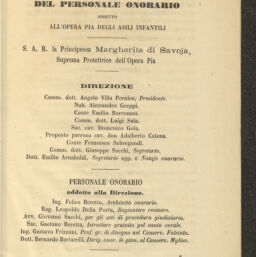 DEL PERSONALE ONORARIO
ADDETTO
ALL'OPERA PIA DEGLI ASILI INFANTILI
S. A. R. la Principessa Margherita di Savoja,
Suprema Protettrice dell'Opera Pia
DIREZIONE
Comm. dott. Angelo Villa Pernice, Presidente.
Nob. Alessandro Greppi.
Conte Emilio Borromeo.
Comm. dott. Luigi Sala.
Sac. cav. Domenico Gola.
Proposto parroco cav. don Adalberto Catena.
Conte Francesco Sebregondi.
Comm. dott. Giuseppe Sacchi, Segretario.
Dott. Emilio Arnaboldi, Segretario agg. e Notajo onorario.
PERSONALE ONORARIO
addetto alla Direzione.
Ing. Felice Beretta, Architetto onorario.
Rag. Leopoldo Della Porta, Ragioniere revisore.
Avv. Giovanni Sacchi, per gli atti di procedura giudiziaria.
Sac. Gaetano Beretta, Istruttore gratuito pel canto corale.
Ing. Gustavo Frizzoni, Prof. gr. di disegno nel Conserv. Falciola.
Dott. Bernardo Bertarelli, Dirig. onor. di ginn. al Conserv. Mylius.